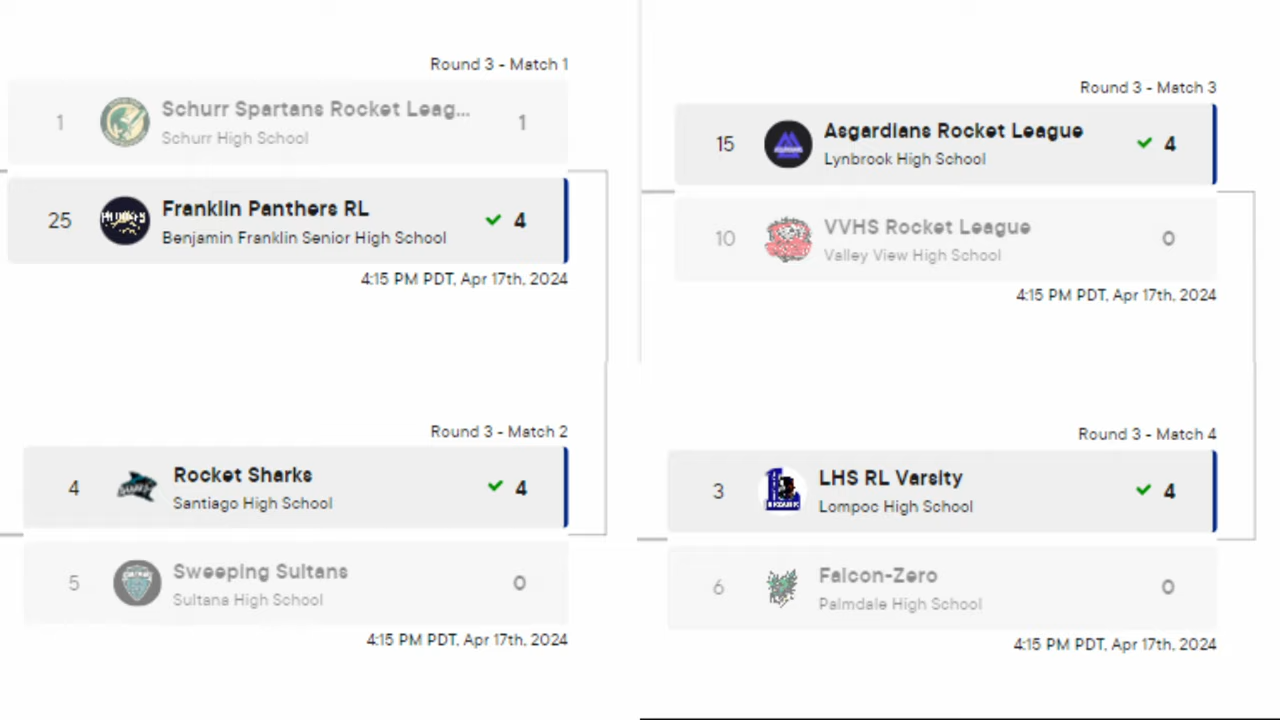 Round 3 - Match 1
1 Schurr Spartans Rocket Leag... 1
Schurr High School
25 Franklin Panthers RL 4
Benjamin Franklin Senior High School
4:15 PM PDT, Apr 17th, 2024
Round 3 - Match 2
4 Rocket Sharks 4
Santiago High School
5 Sweeping Sultans 0
Sultana High School
4:15 PM PDT, Apr 17th, 2024
Round 3 - Match 3
15 Asgardians Rocket League 4
Lynbrook High School
10 VVHS Rocket League 0
Valley View High School
4:15 PM PDT, Apr 17th, 2024
Round 3 - Match 4
3 LHS RL Varsity 4
Lompoc High School
6 Falcon-Zero 0
Palmdale High School
4:15 PM PDT, Apr 17th, 2024